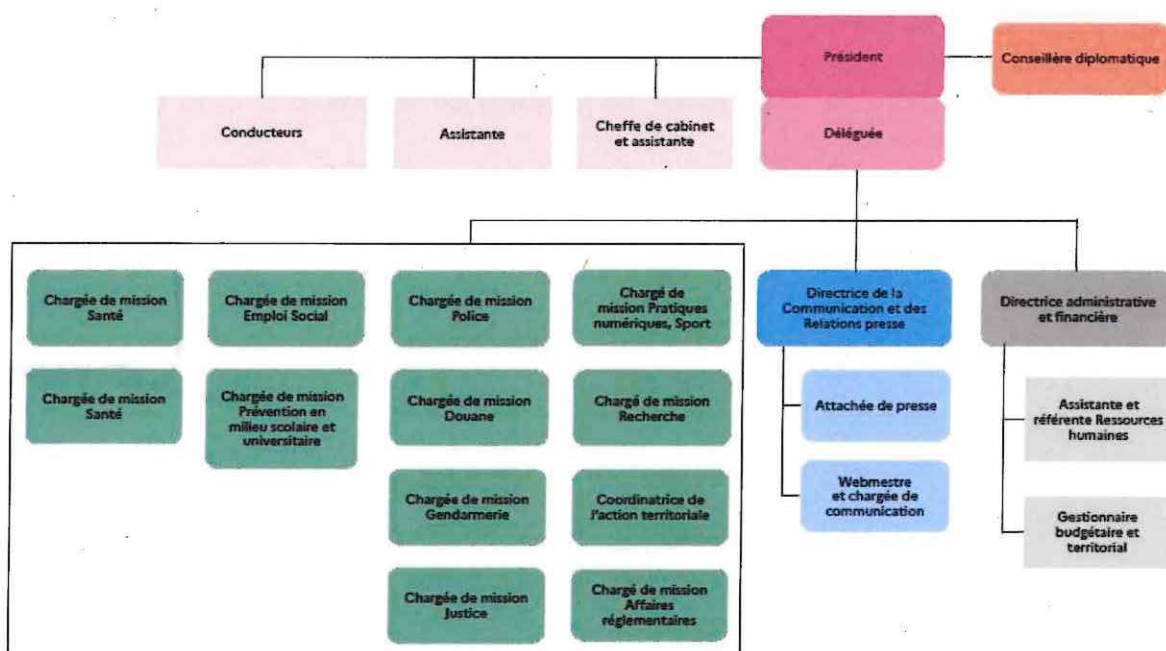 Président
Conseillère diplomatique
Conducteurs
Assistante
Cheffe de cabinet
et assistante
Déléguée
Chargée de mission
Santé
Chargée de mission
Emploi Social
Chargée de mission
Police
Chargé de
mission Pratiques
numériques, Sport
Directrice de la
Communication et des
Relations presse
Directrice administrative
et financière
Chargée de mission
Santé
Chargée de mission
Prévention en
milieu scolaire et
universitaire
Chargée de mission
Douane
Chargé de mission
Recherche
Attachée de presse
Assistante et
référente Ressources
humaines
Chargée de mission
Gendarmerie
Coordinatrice de
l'action territoriale
Webmestre
et chargée de
communication
Gestionnaire
budgétaire et
territorial
Chargée de mission
Justice
Chargé de mission
Affaires
réglementaires